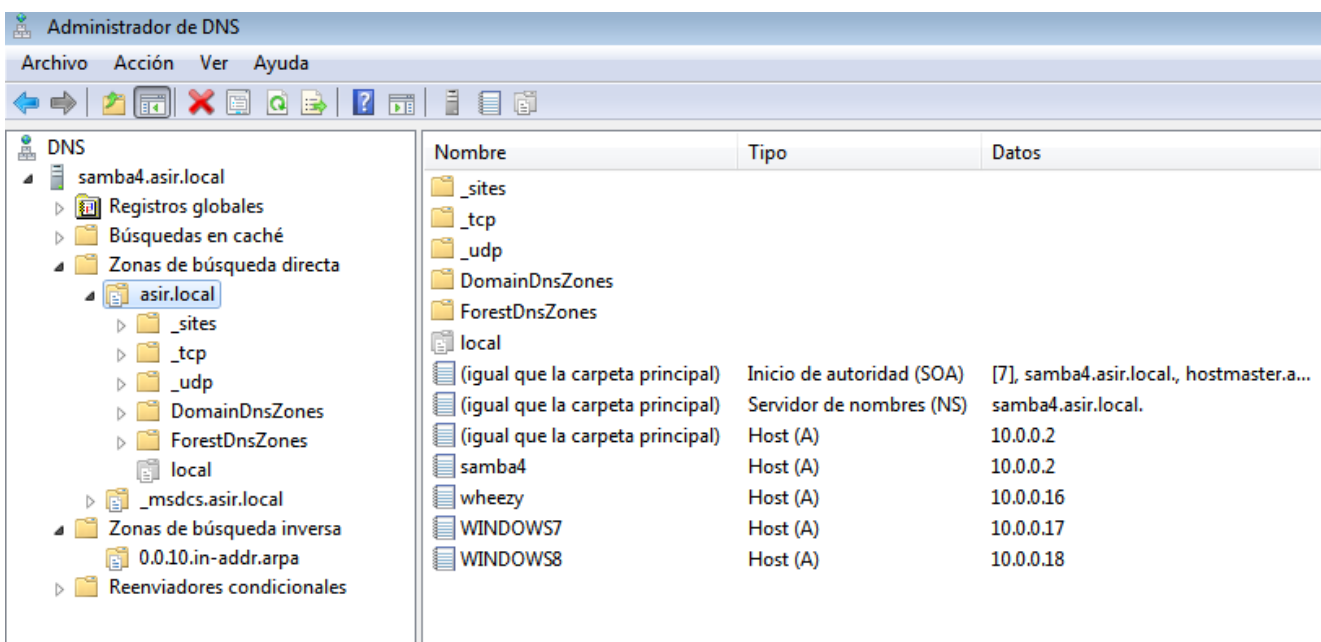 Administrador de DNS
Archivo Acción Ver Ayuda
DNS
samba4.asir.local
Registros globales
Búsquedas en caché
Zonas de búsqueda directa
asir.local
_sites
_tcp
_udp
DomainDnsZones
ForestDnsZones
local
_msdcs.asir.local
Zonas de búsqueda inversa
0.0.10.in-addr.arpa
Reenviadores condicionales
Nombre Tipo Datos
_sites
_tcp
_udp
DomainDnsZones
ForestDnsZones
local
(igual que la carpeta principal) Inicio de autoridad (SOA) [7], samba4.asir.local., hostmaster.a...
(igual que la carpeta principal) Servidor de nombres (NS) samba4.asir.local.
(igual que la carpeta principal) Host (A) 10.0.0.2
samba4 Host (A) 10.0.0.2
wheezy Host (A) 10.0.0.16
WINDOWS7 Host (A) 10.0.0.17
WINDOWS8 Host (A) 10.0.0.18